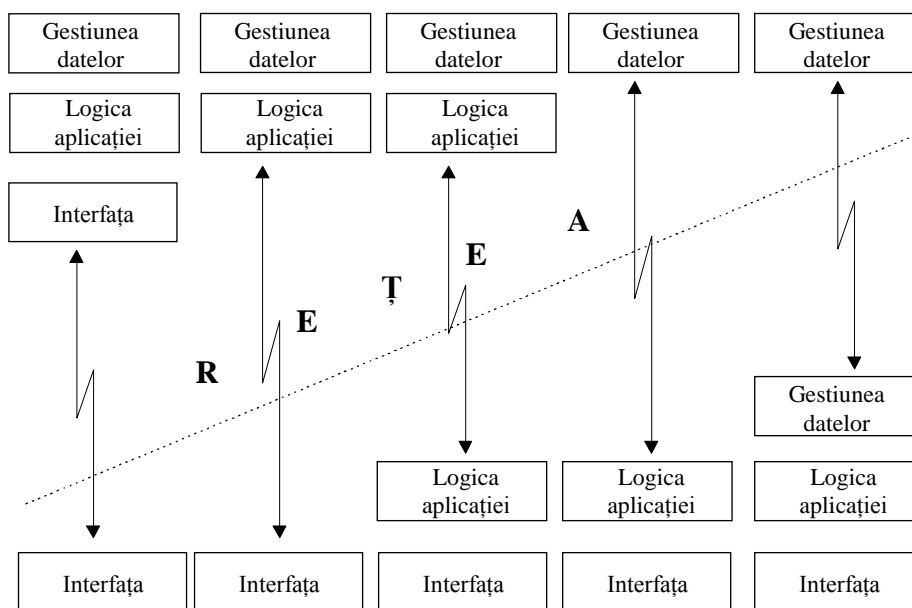 Gestiunea
datelor
Gestiunea
datelor
Gestiunea
datelor
Gestiunea
datelor
Gestiunea
datelor
Logica
aplicației
Logica
aplicației
Logica
aplicației
Interfața
R E Ț E A
Gestiunea
datelor
Logica
aplicației
Logica
aplicației
Logica
aplicației
Interfața
Interfața
Interfața
Interfața
Interfața